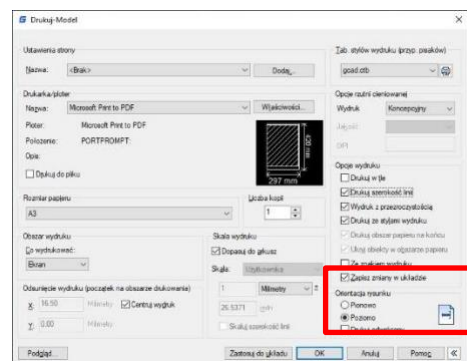 Drukuj-Model
Ustawienia strony
Nazwa: <Brak> Dodaj...
Tab. stylów wydruku (przyp. pisaków)
gcad.ctb
Drukarka/ploter
Nazwa: Microsoft Print to PDF Właściwości...
Ploter: Microsoft Print to PDF
Położenie: PORTPROMPT:
Opis:
Drukuj do pliku
420 mm
297 mm
Opcje rzutni cieniowanej
Wydruk Koncepcyjny
Jakość
DPI
Rozmiar papieru
A3
Liczba kopii
1
Opcje wydruku
Drukuj w tle
Drukuj szerokość linii
Wydruk z przezroczystością
Drukuj ze stylami wydruku
Drukuj obszar papieru na końcu
Ukryj obiekty w obszarze papieru
Ze znakiem wydruku
Zapisz zmiany w układzie
Obszar wydruku
Co wydrukować:
Ekran
Skala wydruku
Dopasuj do arkusza
Skala: Użytkownika
1 Milimetry =
26.5371
Skaluj szerokość linii
Odsunięcie wydruku (początek na obszarze drukowania)
X: 16.50 Milimetry Centruj wydruk
Y: 0.00 Milimetry
Orientacja rysunku
Pionowo
Poziomo
Podgląd... Zastosuj do układu OK Anuluj Pomoc